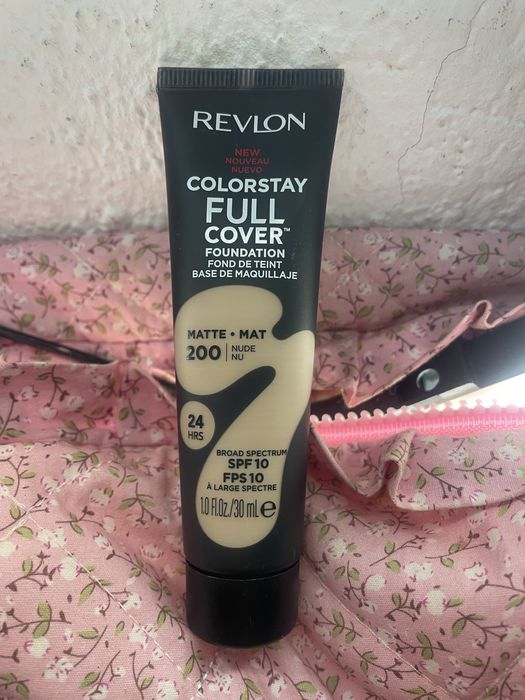 REVLON
NEW
NOUVEAU
NUEVO
COLORSTAY
FULL
COVER™
FOUNDATION
FOND DE TEINT
BASE DE MAQUILLAJE
MATTE • MAT
200 | NUDE
NU
24
HRS
BROAD SPECTRUM
SPF 10
FPS 10
À LARGE SPECTRE
1.0 Fl.Oz./30 mL ℮